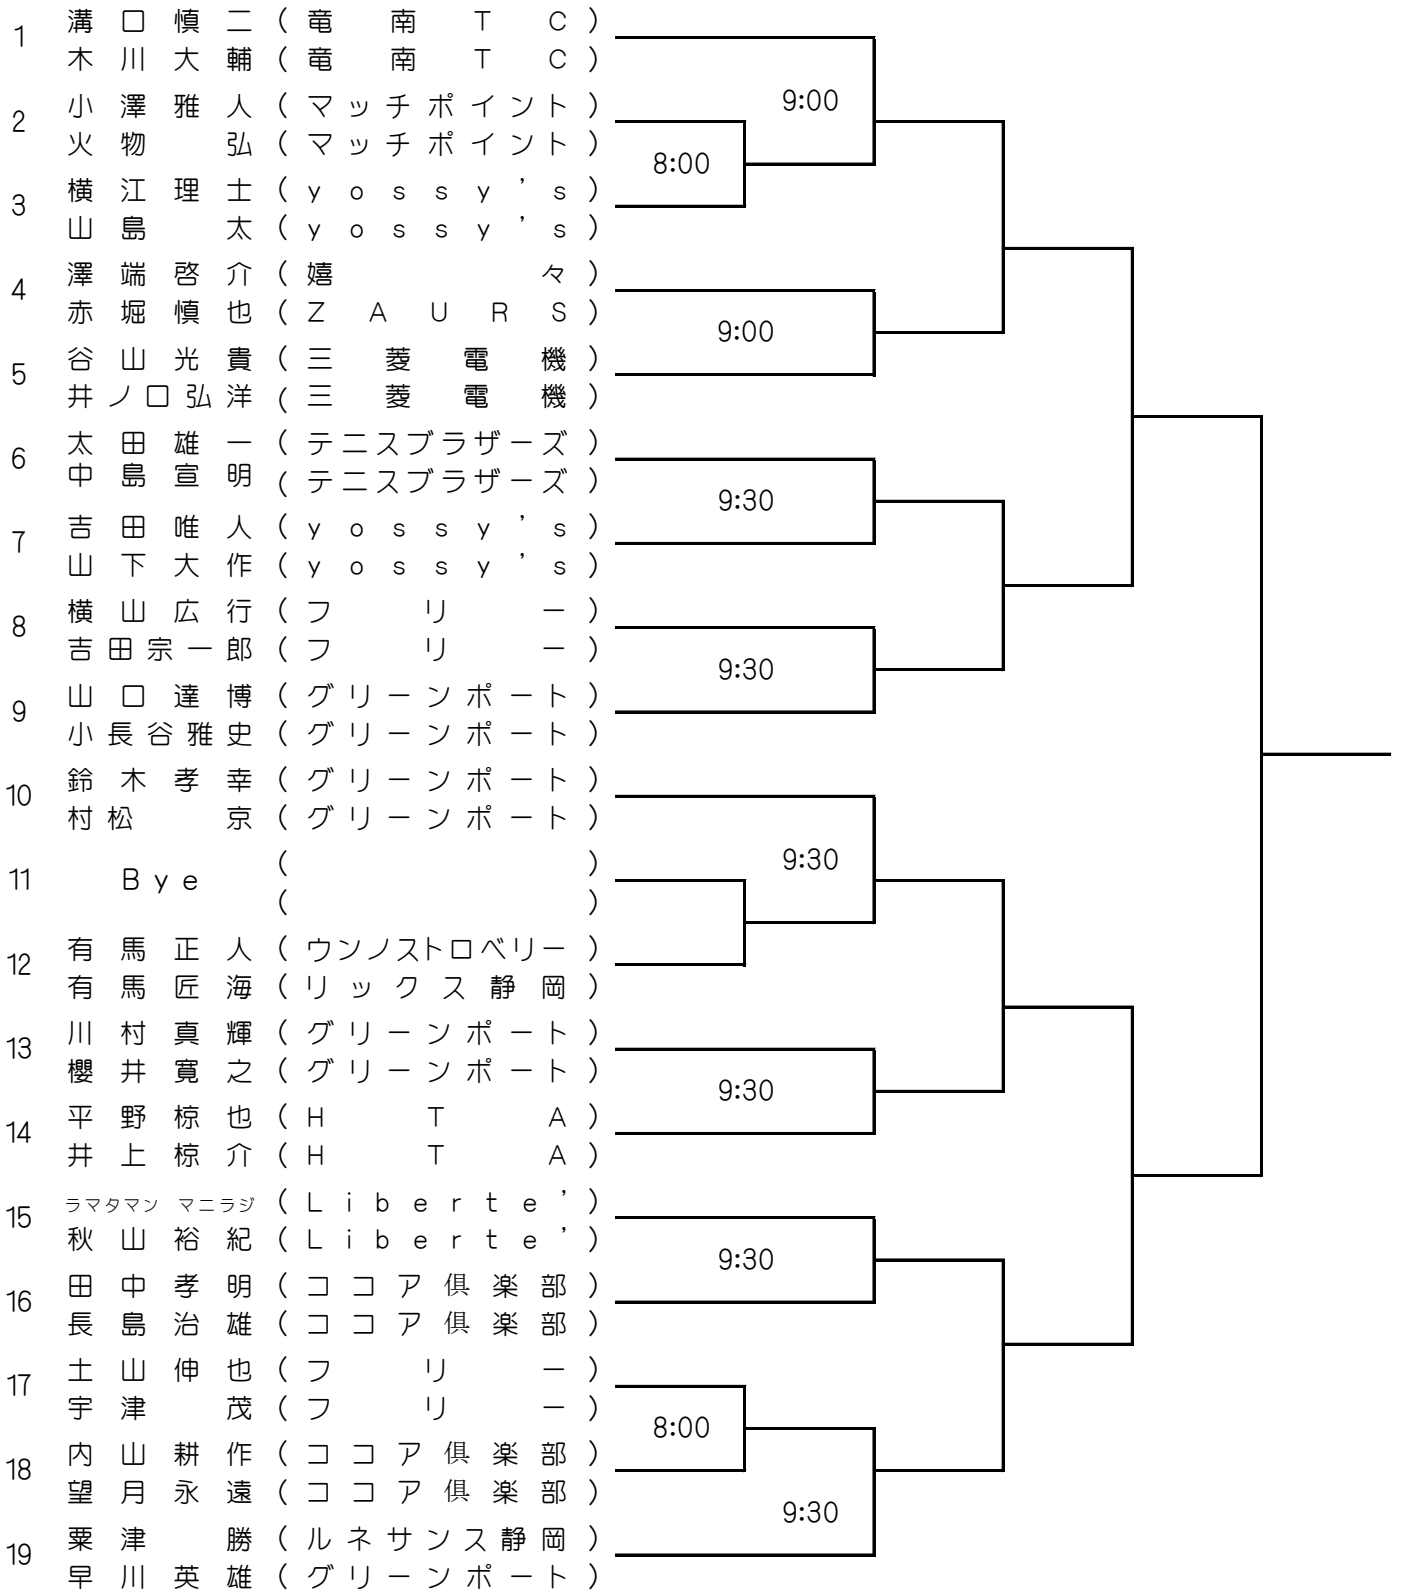 1 溝口慎二(竜南TC)
木川大輔(竜南TC)
9:00
2 小澤雅人(マッチポイント)
火物弘(マッチポイント)
8:00
3 横江理士(yossy’s)
山島太(yossy’s)
4 澤端啓介(嬉々)
赤堀慎也(ZAURS)
9:00
5 谷山光貴(三菱電機)
井ノ口弘洋(三菱電機)
6 太田雄一(テニスブラザーズ)
中島宣明(テニスブラザーズ)
9:30
7 吉田唯人(yossy’s)
山下大作(yossy’s)
8 横山広行(フリー)
吉田宗一郎(フリー)
9:30
9 山口達博(グリーンポート)
小長谷雅史(グリーンポート)
10 鈴木孝幸(グリーンポート)
村松京(グリーンポート)
9:30
11 Bye ( )
( )
12 有馬正人(ウンノストロベリー)
有馬匠海(リックス静岡)
13 川村真輝(グリーンポート)
櫻井寛之(グリーンポート)
9:30
14 平野椋也(HTA)
井上椋介(HTA)
15 ラマタマン マニラジ(Liberte’)
秋山裕紀(Liberte’)
9:30
16 田中孝明(ココア倶楽部)
長島治雄(ココア倶楽部)
17 土山伸也(フリー)
宇津茂(フリー)
8:00
18 内山耕作(ココア倶楽部)
望月永遠(ココア倶楽部)
9:30
19 粟津勝(ルネサンス静岡)
早川英雄(グリーンポート)